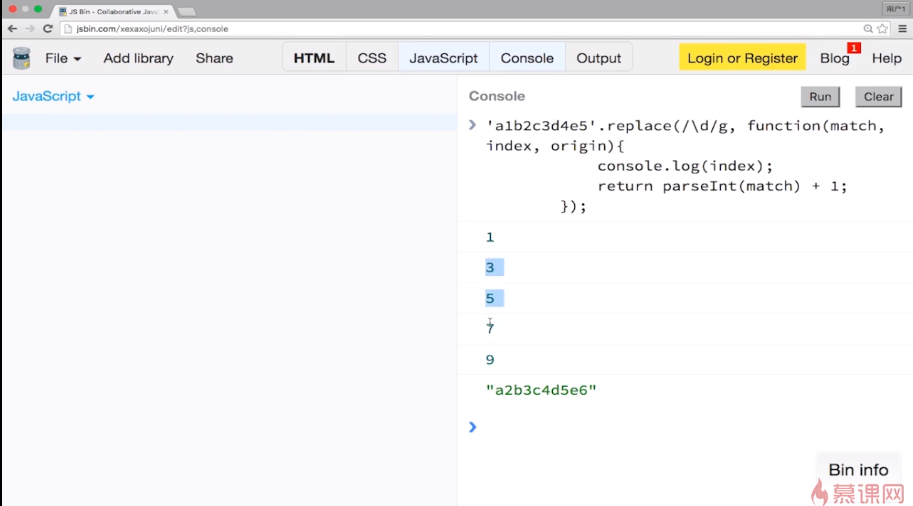 JS Bin - Collaborative Java
用户1
jsbin.com/xexaxojuni/edit?js,console
File
Add library
Share
HTML
CSS
JavaScript
Console
Output
Login or Register
Blog
1
Help
JavaScript
Console
Run
Clear
'a1b2c3d4e5'.replace(/\d/g, function(match,
index, origin){
console.log(index);
return parseInt(match) + 1;
});
1
3
5
7
9
"a2b3c4d5e6"
Bin info
慕课网